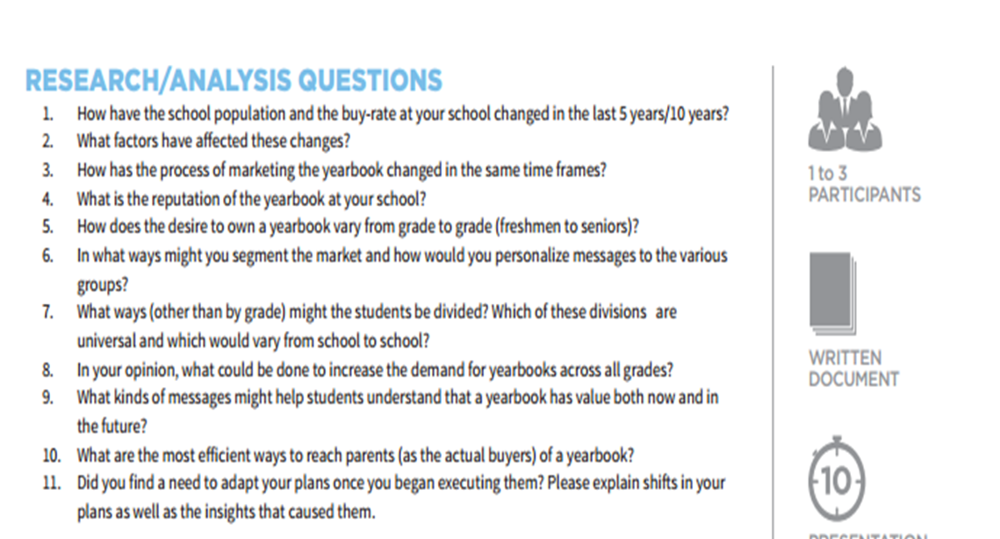 RESEARCH/ANALYSIS QUESTIONS
1. How have the school population and the buy-rate at your school changed in the last 5 years/10 years?
2. What factors have affected these changes?
3. How has the process of marketing the yearbook changed in the same time frames?
4. What is the reputation of the yearbook at your school?
5. How does the desire to own a yearbook vary from grade to grade (freshmen to seniors)?
6. In what ways might you segment the market and how would you personalize messages to the various
groups?
7. What ways (other than by grade) might the students be divided? Which of these divisions are
universal and which would vary from school to school?
8. In your opinion, what could be done to increase the demand for yearbooks across all grades?
9. What kinds of messages might help students understand that a yearbook has value both now and in
the future?
10. What are the most efficient ways to reach parents (as the actual buyers) of a yearbook?
11. Did you find a need to adapt your plans once you began executing them? Please explain shifts in your
plans as well as the insights that caused them.
1 to 3
PARTICIPANTS
WRITTEN
DOCUMENT
10
PRESENTATION